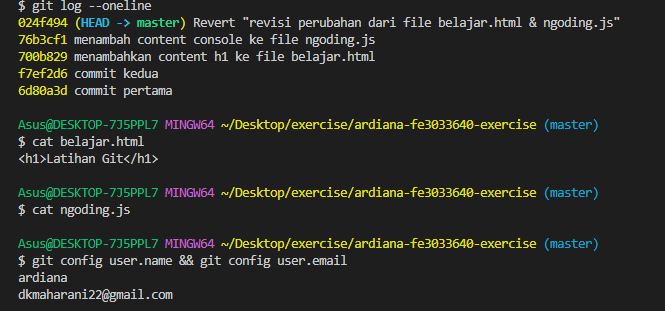 $ git log --oneline
024f494 (HEAD -> master) Revert "revisi perubahan dari file belajar.html & ngoding.js"
76b3cf1 menambah content console ke file ngoding.js
700b829 menambahkan content h1 ke file belajar.html
f7ef2d6 commit kedua
6d80a3d commit pertama
Asus@DESKTOP-7J5PPL7 MINGW64 ~/Desktop/exercise/ardiana-fe3033640-exercise (master)
$ cat belajar.html
<h1>Latihan Git</h1>
Asus@DESKTOP-7J5PPL7 MINGW64 ~/Desktop/exercise/ardiana-fe3033640-exercise (master)
$ cat ngoding.js
Asus@DESKTOP-7J5PPL7 MINGW64 ~/Desktop/exercise/ardiana-fe3033640-exercise (master)
$ git config user.name && git config user.email
ardiana
dkmaharani22@gmail.com